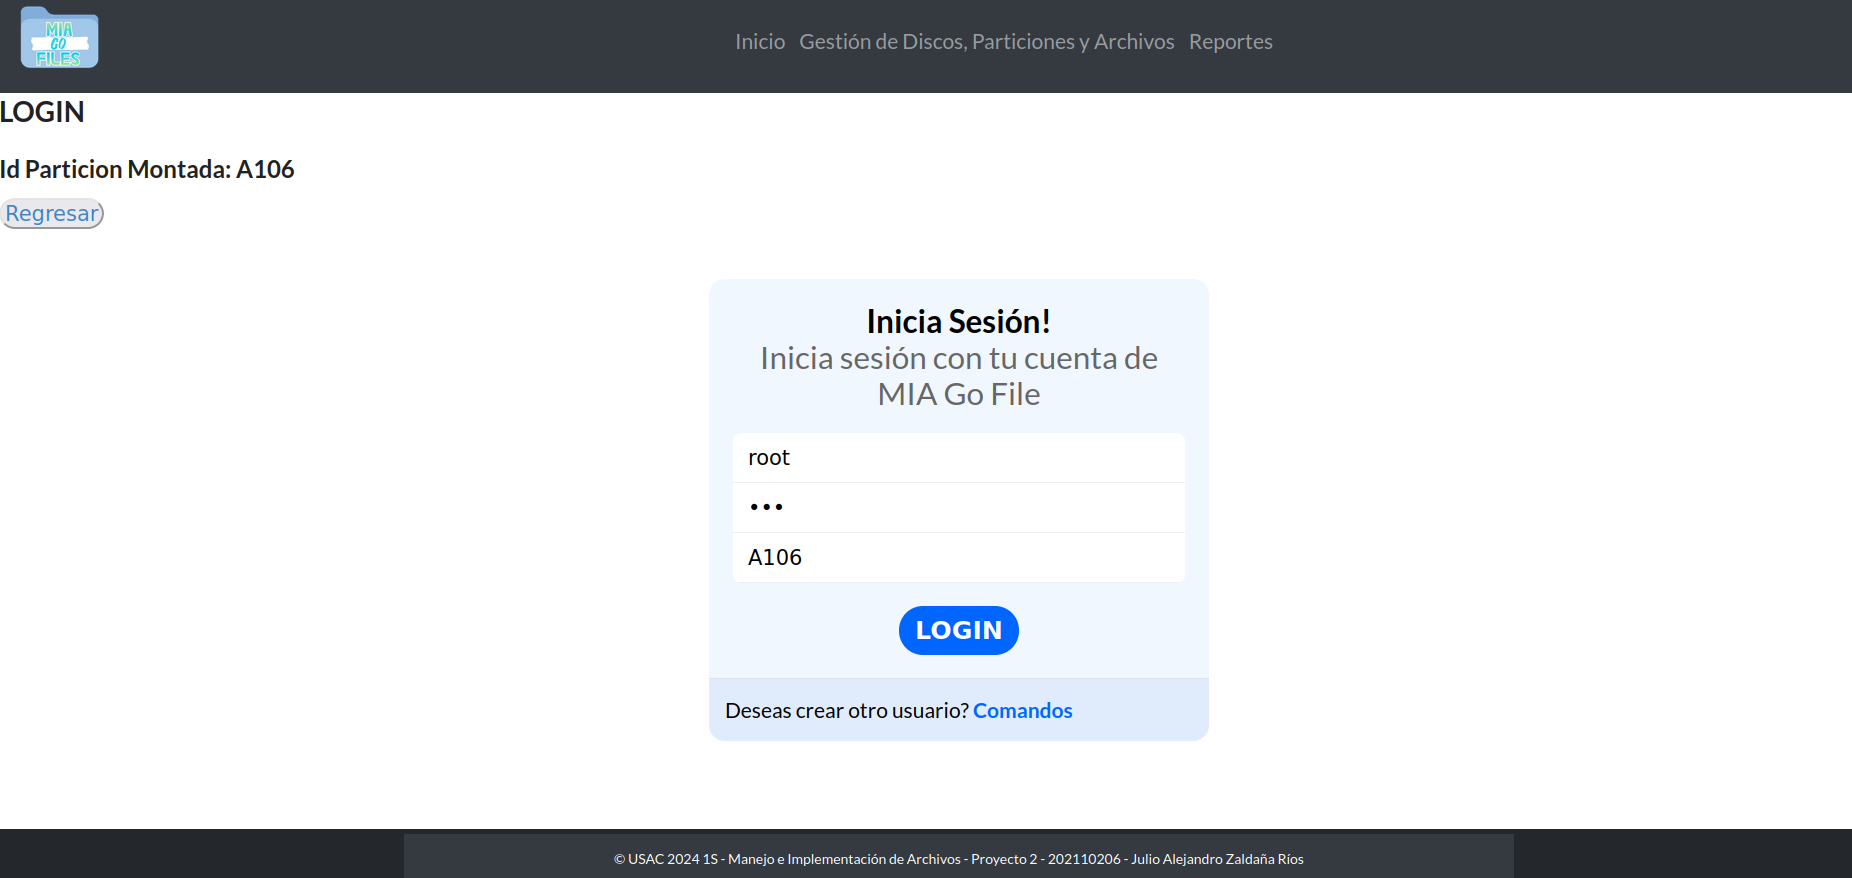 MIA
GO
FILES
Inicio Gestión de Discos, Particiones y Archivos Reportes
LOGIN
Id Particion Montada: A106
Regresar
Inicia Sesión!
Inicia sesión con tu cuenta de
MIA Go File
root
•••
A106
LOGIN
Deseas crear otro usuario? Comandos
© USAC 2024 1S - Manejo e Implementación de Archivos - Proyecto 2 - 202110206 - Julio Alejandro Zaldaña Ríos